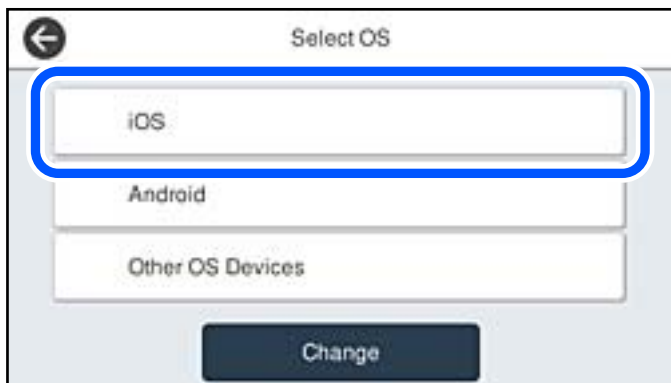 Select OS
iOS
Android
Other OS Devices
Change